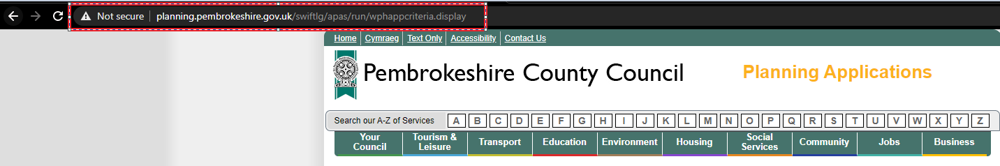 Not secure planning.pembrokeshire.gov.uk/swiftlg/apas/run/wphappcriteria.display
Home Cymraeg Text Only Accessibility Contact Us
Pembrokeshire County Council Planning Applications
Search our A-Z of Services A B C D E F G H I J K L M N O P Q R S T U V W X Y Z
Your Council Tourism & Leisure Transport Education Environment Housing Social Services Community Jobs Business